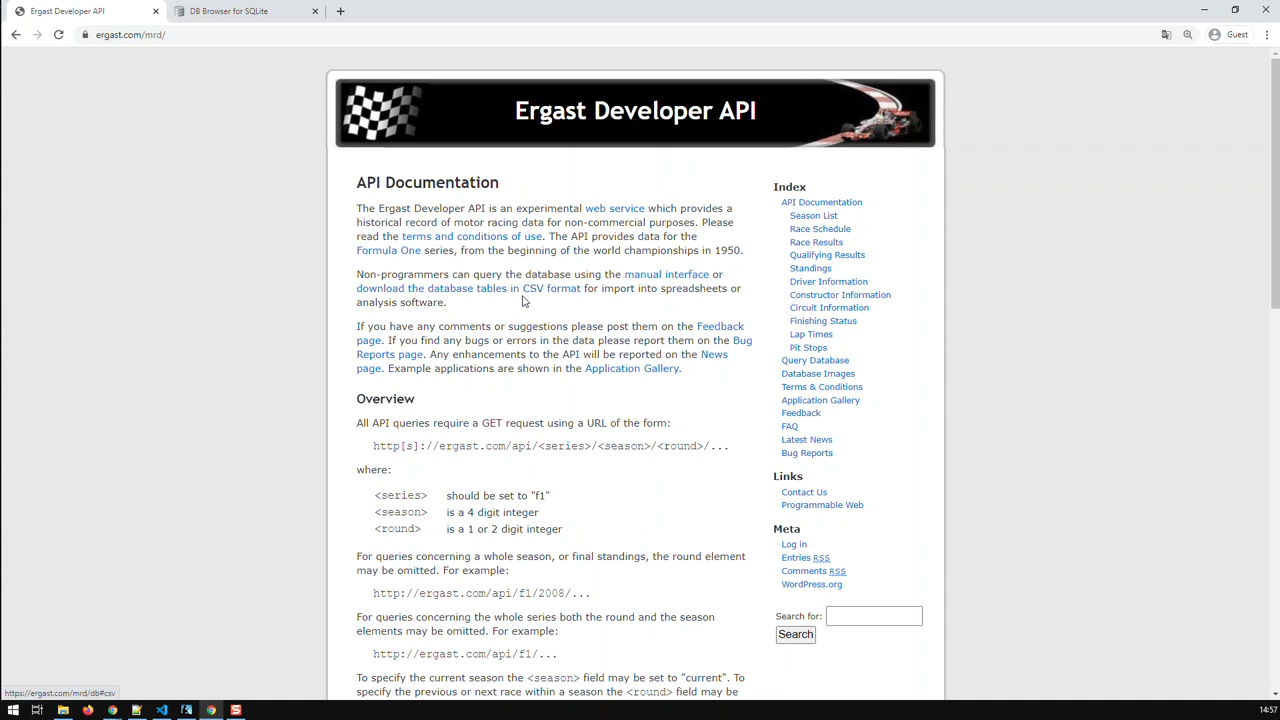 Ergast Developer API
DB Browser for SQLite
ergast.com/mrd/
Guest
Ergast Developer API
API Documentation
The Ergast Developer API is an experimental web service which provides a
historical record of motor racing data for non-commercial purposes. Please
read the terms and conditions of use. The API provides data for the
Formula One series, from the beginning of the world championships in 1950.
Non-programmers can query the database using the manual interface or
download the database tables in CSV format for import into spreadsheets or
analysis software.
If you have any comments or suggestions please post them on the Feedback
page. If you find any bugs or errors in the data please report them on the Bug
Reports page. Any enhancements to the API will be reported on the News
page. Example applications are shown in the Application Gallery.
Overview
All API queries require a GET request using a URL of the form:
http[s]://ergast.com/api/<series>/<season>/<round>/...
where:
<series> should be set to "f1"
<season> is a 4 digit integer
<round> is a 1 or 2 digit integer
For queries concerning a whole season, or final standings, the round element
may be omitted. For example:
http://ergast.com/api/f1/2008/...
For queries concerning the whole series both the round and the season
elements may be omitted. For example:
http://ergast.com/api/f1/...
To specify the current season the <season> field may be set to "current". To
specify the previous or next race within a season the <round> field may be
Index
API Documentation
Season List
Race Schedule
Race Results
Qualifying Results
Standings
Driver Information
Constructor Information
Circuit Information
Finishing Status
Lap Times
Pit Stops
Query Database
Database Images
Terms & Conditions
Application Gallery
Feedback
FAQ
Latest News
Bug Reports
Links
Contact Us
Programmable Web
Meta
Log in
Entries RSS
Comments RSS
WordPress.org
Search for:
Search
https://ergast.com/mrd/db#csv
14:57